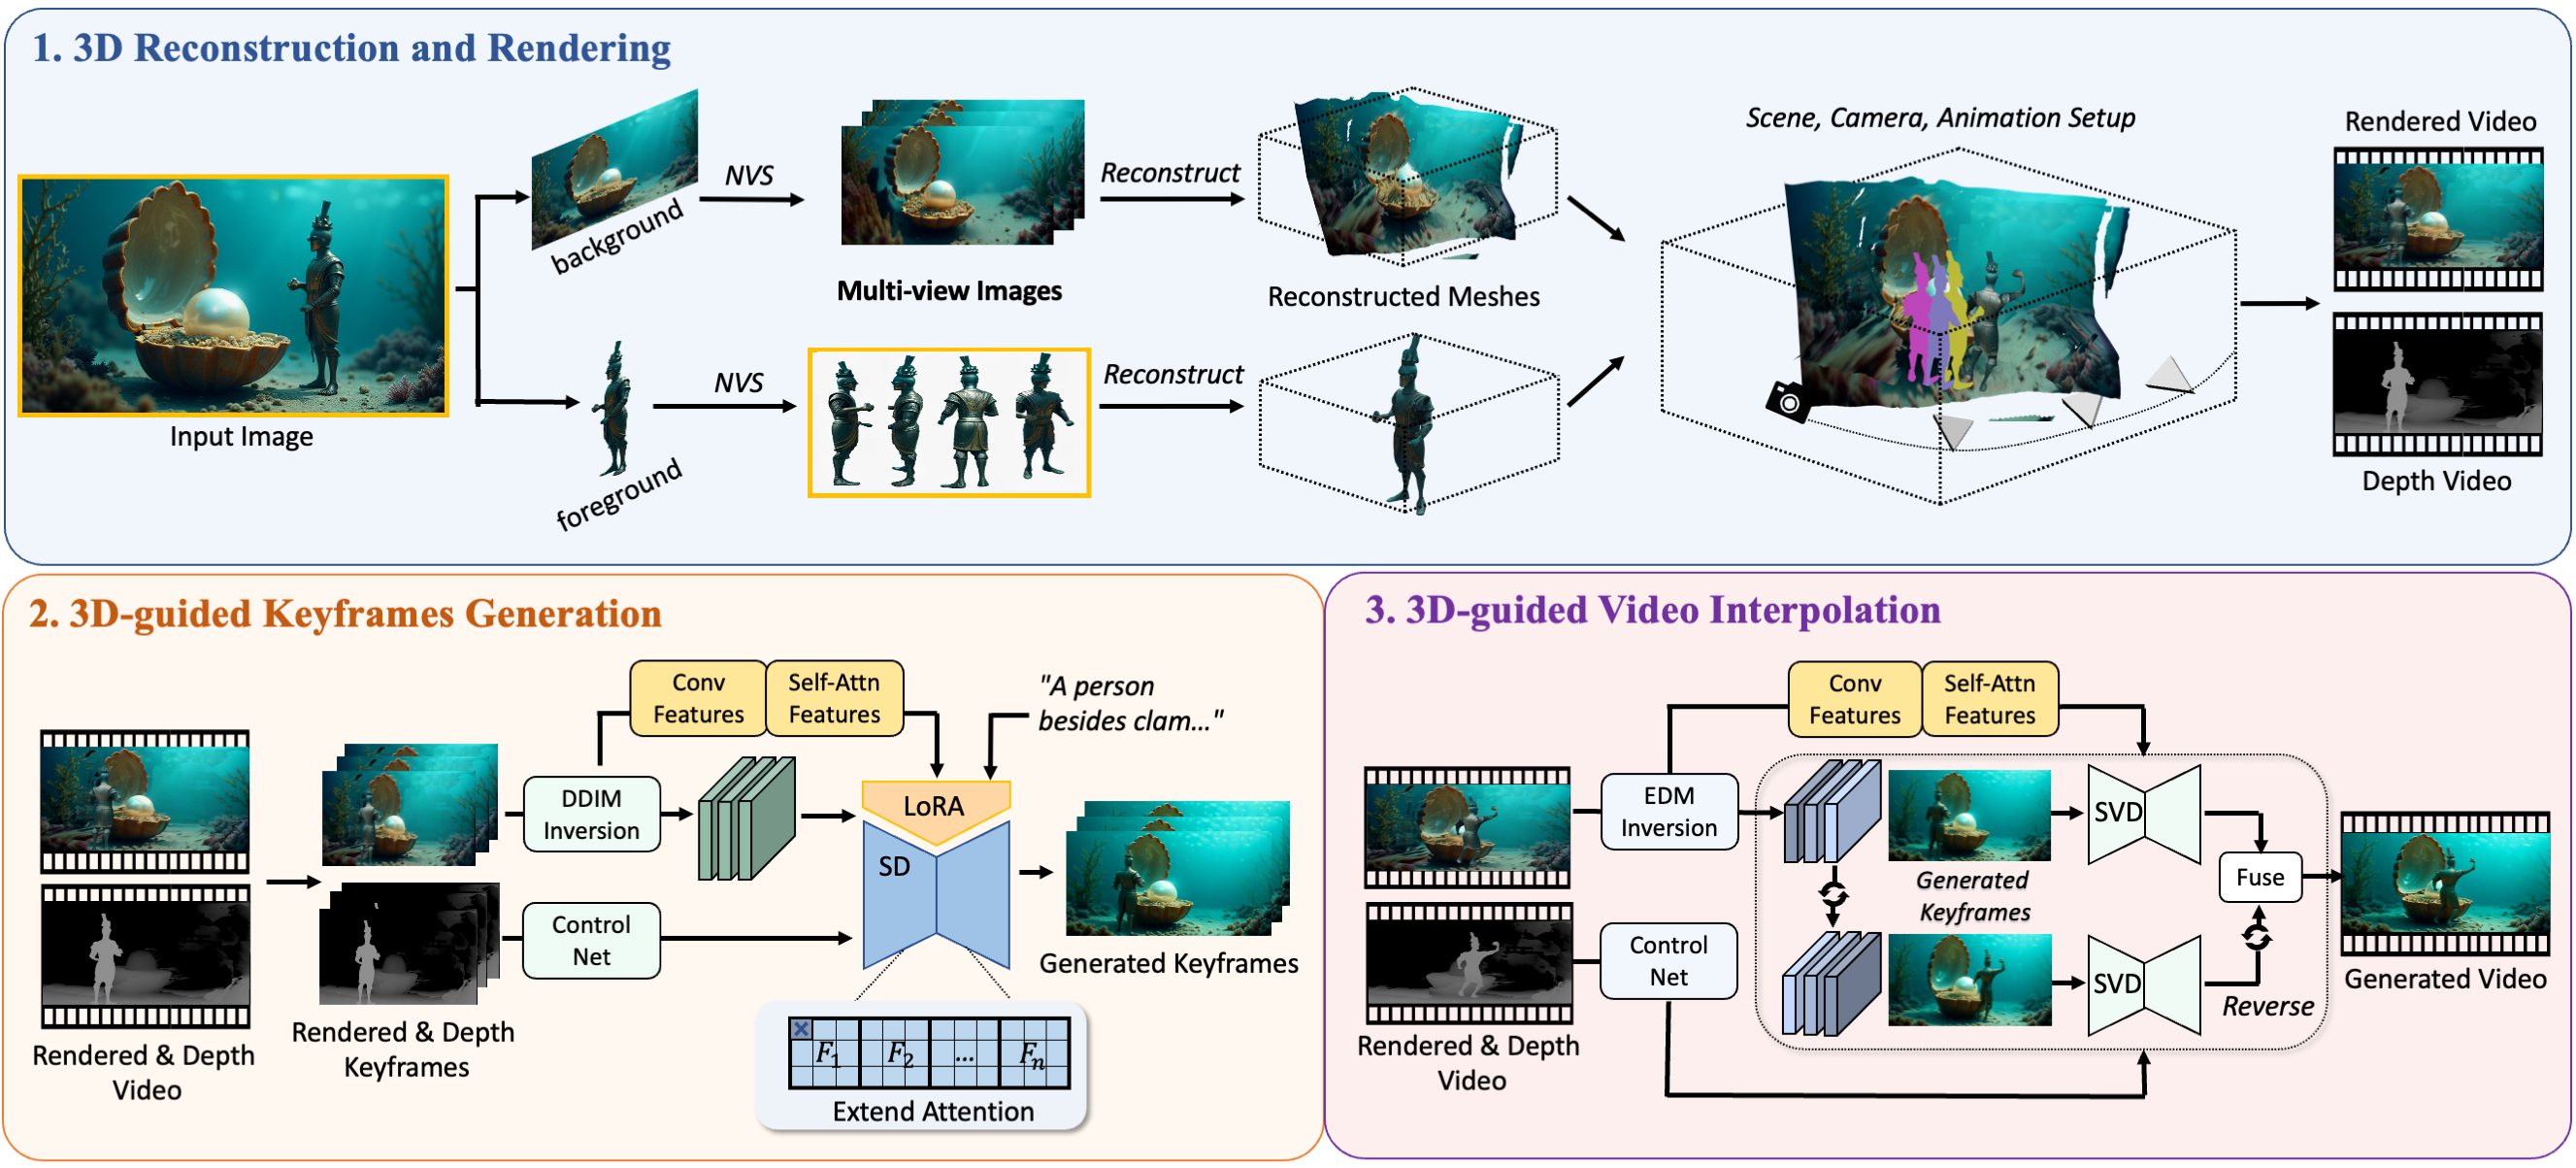 1. 3D Reconstruction and Rendering
Input Image
background
foreground
NVS
NVS
Multi-view Images
Reconstruct
Reconstruct
Reconstructed Meshes
Scene, Camera, Animation Setup
Rendered Video
Depth Video
2. 3D-guided Keyframes Generation
Rendered & Depth
Video
Rendered & Depth
Keyframes
DDIM
Inversion
Control
Net
Conv
Features
Self-Attn
Features
"A person
besides clam..."
LoRA
SD
Generated Keyframes
F1 F2 ... Fn
Extend Attention
3. 3D-guided Video Interpolation
Rendered & Depth
Video
EDM
Inversion
Control
Net
Conv
Features
Self-Attn
Features
Generated
Keyframes
SVD
SVD
Fuse
Reverse
Generated Video